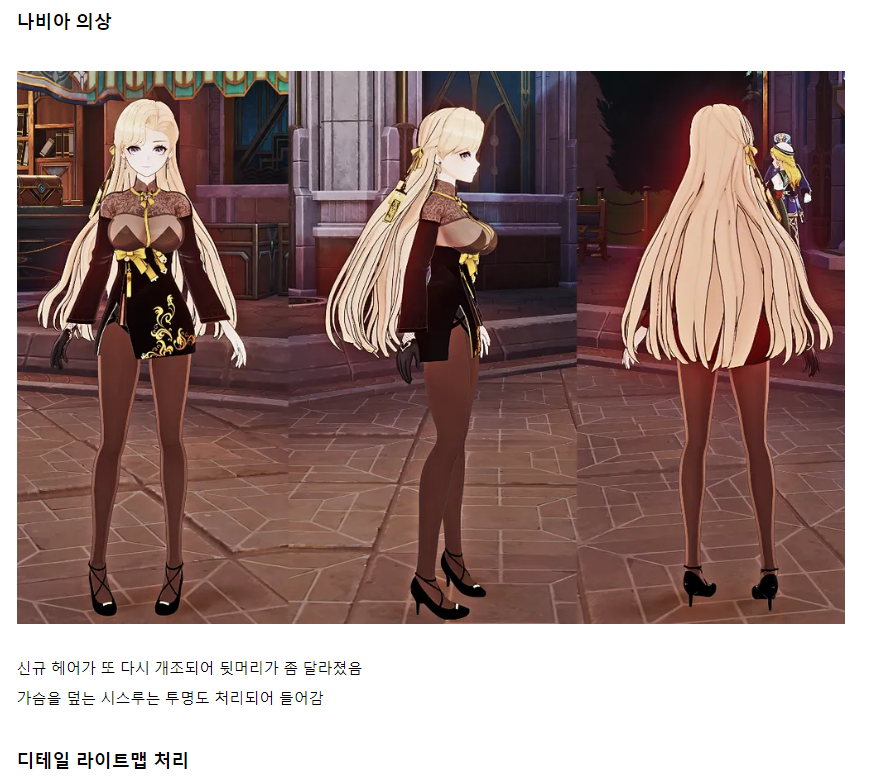 나비아 의상
신규 헤어가 또 다시 개조되어 뒷머리가 좀 달라졌음
가슴을 덮는 시스루는 투명도 처리되어 들어감
디테일 라이트맵 처리